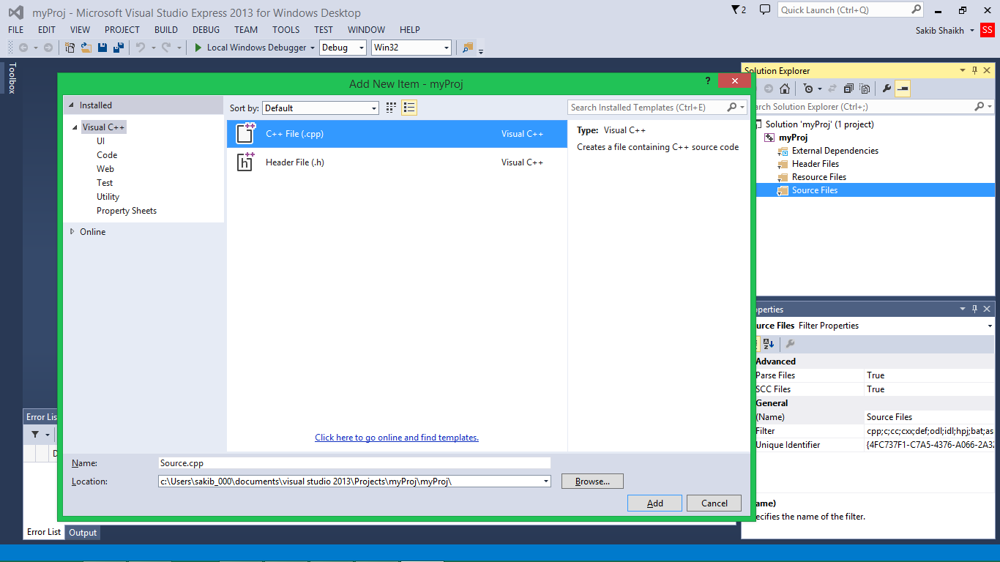 myProj - Microsoft Visual Studio Express 2013 for Windows Desktop
2
Quick Launch (Ctrl+Q)
FILE EDIT VIEW PROJECT BUILD DEBUG TEAM TOOLS TEST WINDOW HELP
Sakib Shaikh SS
Local Windows Debugger Debug Win32
Toolbox
Add New Item - myProj
?
Installed
Visual C++
UI
Code
Web
Test
Utility
Property Sheets
Online
Sort by: Default
C++ File (.cpp) Visual C++
Header File (.h) Visual C++
Click here to go online and find templates.
Search Installed Templates (Ctrl+E)
Type: Visual C++
Creates a file containing C++ source code
Name: Source.cpp
Location: c:\Users\sakib_000\documents\visual studio 2013\Projects\myProj\myProj\
Browse...
Add Cancel
Solution Explorer
rch Solution Explorer (Ctrl+;)
Solution 'myProj' (1 project)
myProj
External Dependencies
Header Files
Resource Files
Source Files
operties
urce Files Filter Properties
Advanced
Parse Files True
SCC Files True
General
(Name) Source Files
Filter cpp;c;cc;cxx;def;odl;idl;hpj;bat;as
Unique Identifier {4FC737F1-C7A5-4376-A066-2A32
ame)
ecifies the name of the filter.
Error Lis
D
Error List Output